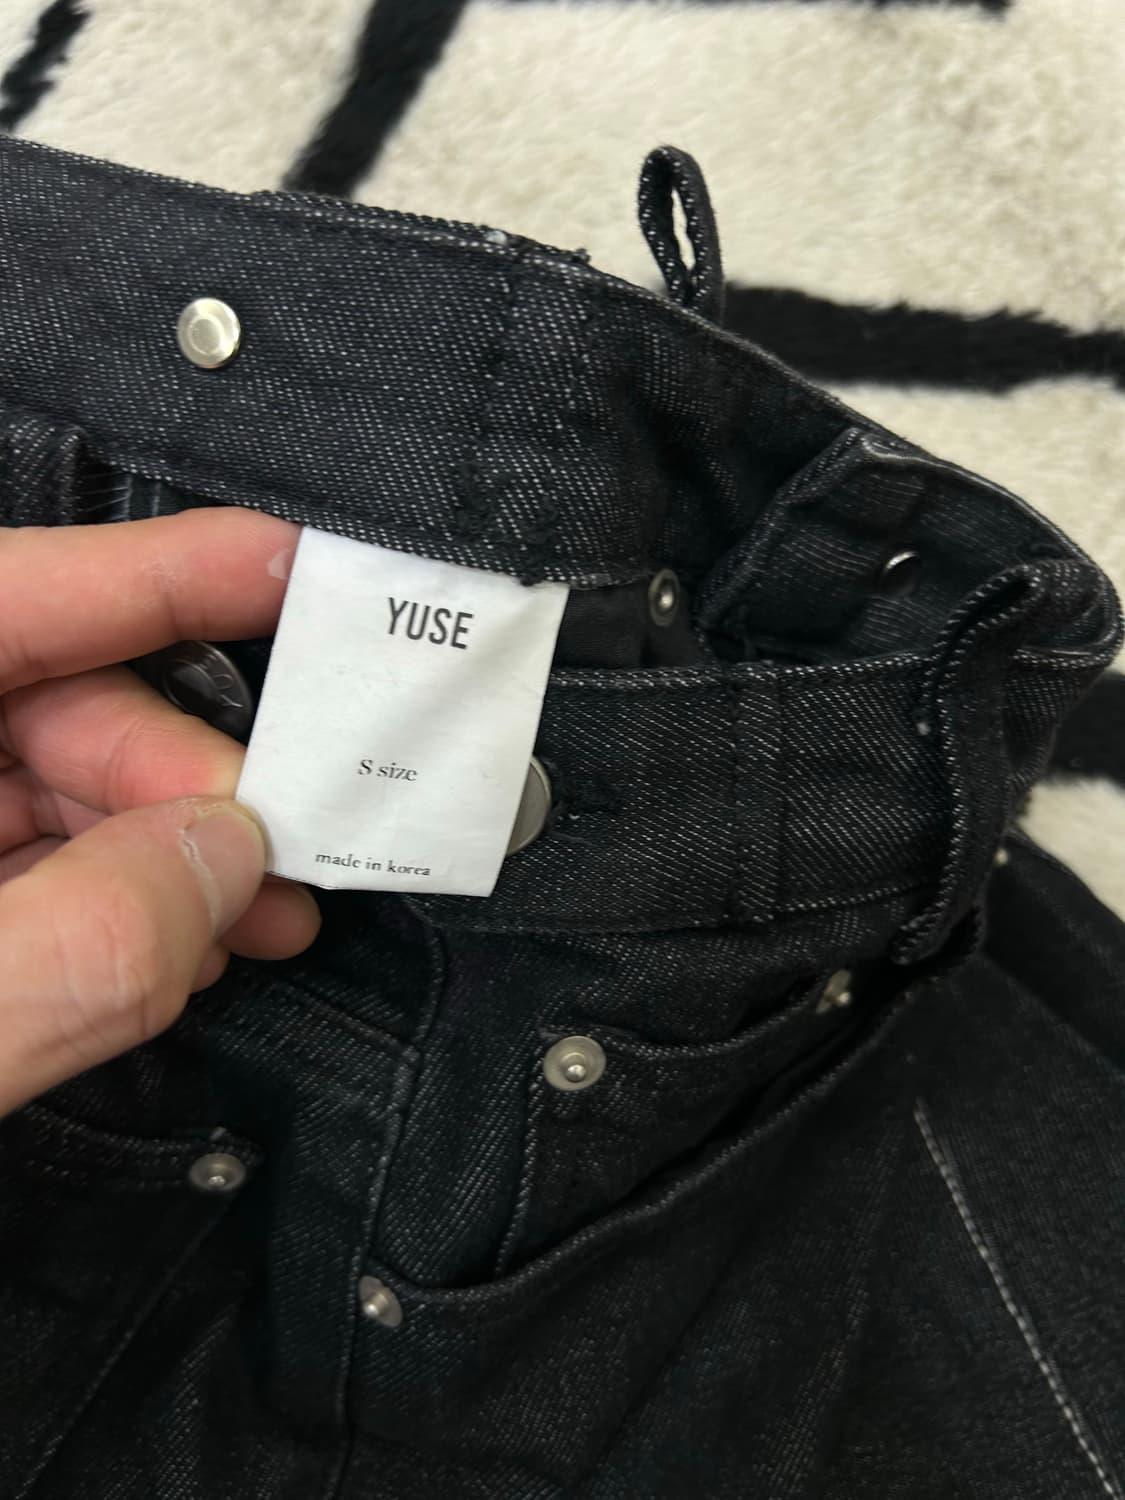 YUSE
S size
made in korea